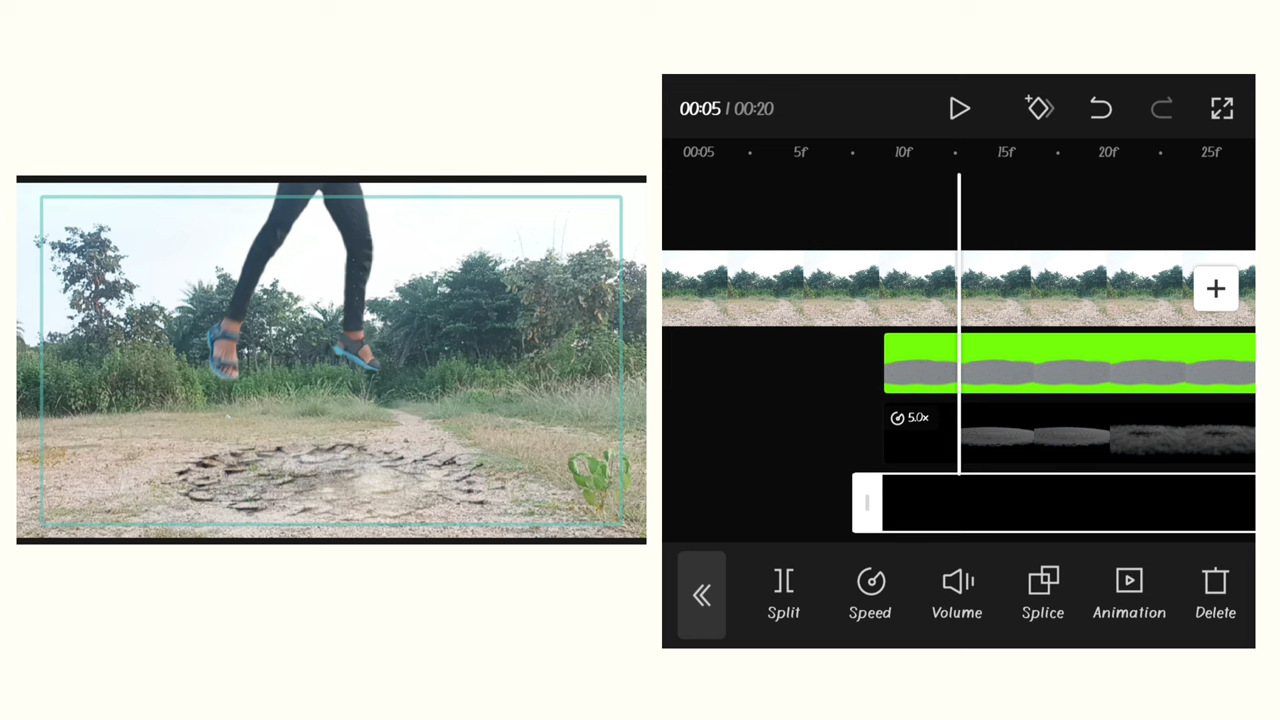 00:05 / 00:20
00:05 5f 10f 15f 20f 25f
5.0x
Split Speed Volume Splice Animation Delete